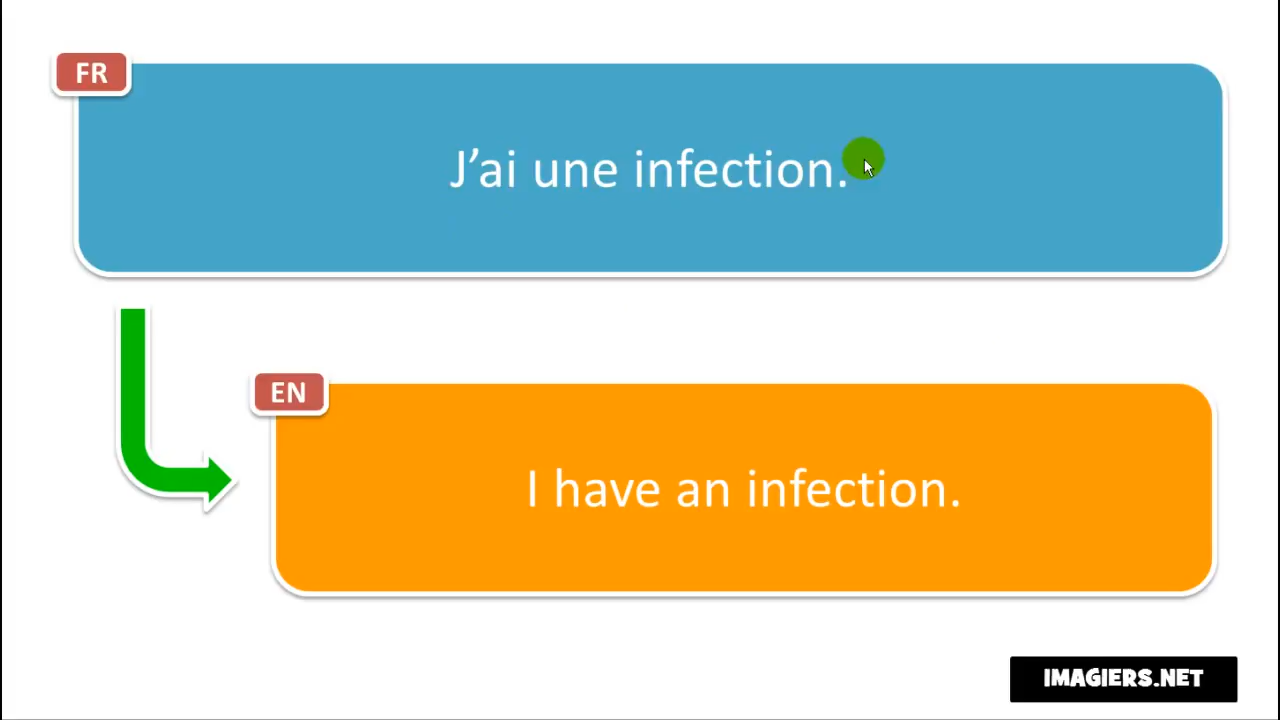 FR
J’ai une infection.
EN
I have an infection.
IMAGIERS.NET